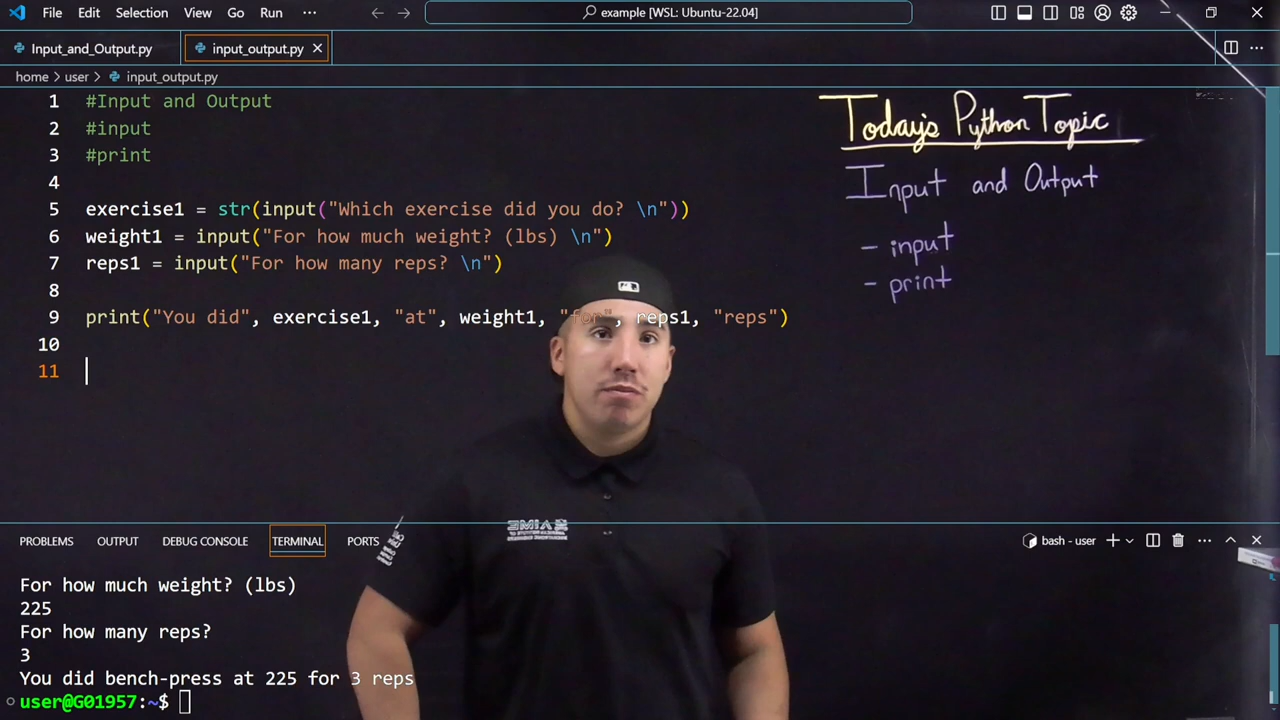 File Edit Selection View Go Run ··· example [WSL: Ubuntu-22.04]
Input_and_Output.py input_output.py
home > user > input_output.py
1 #Input and Output
2 #input
3 #print
4
5 exercise1 = str(input("Which exercise did you do? \n"))
6 weight1 = input("For how much weight? (lbs) \n")
7 reps1 = input("For how many reps? \n")
8
9 print("You did", exercise1, "at", weight1, "for", reps1, "reps")
10
11
Today's Python Topic
Input and Output
- input
- print
PROBLEMS OUTPUT DEBUG CONSOLE TERMINAL PORTS bash - user
For how much weight? (lbs)
225
For how many reps?
3
You did bench-press at 225 for 3 reps
user@G01957:~$